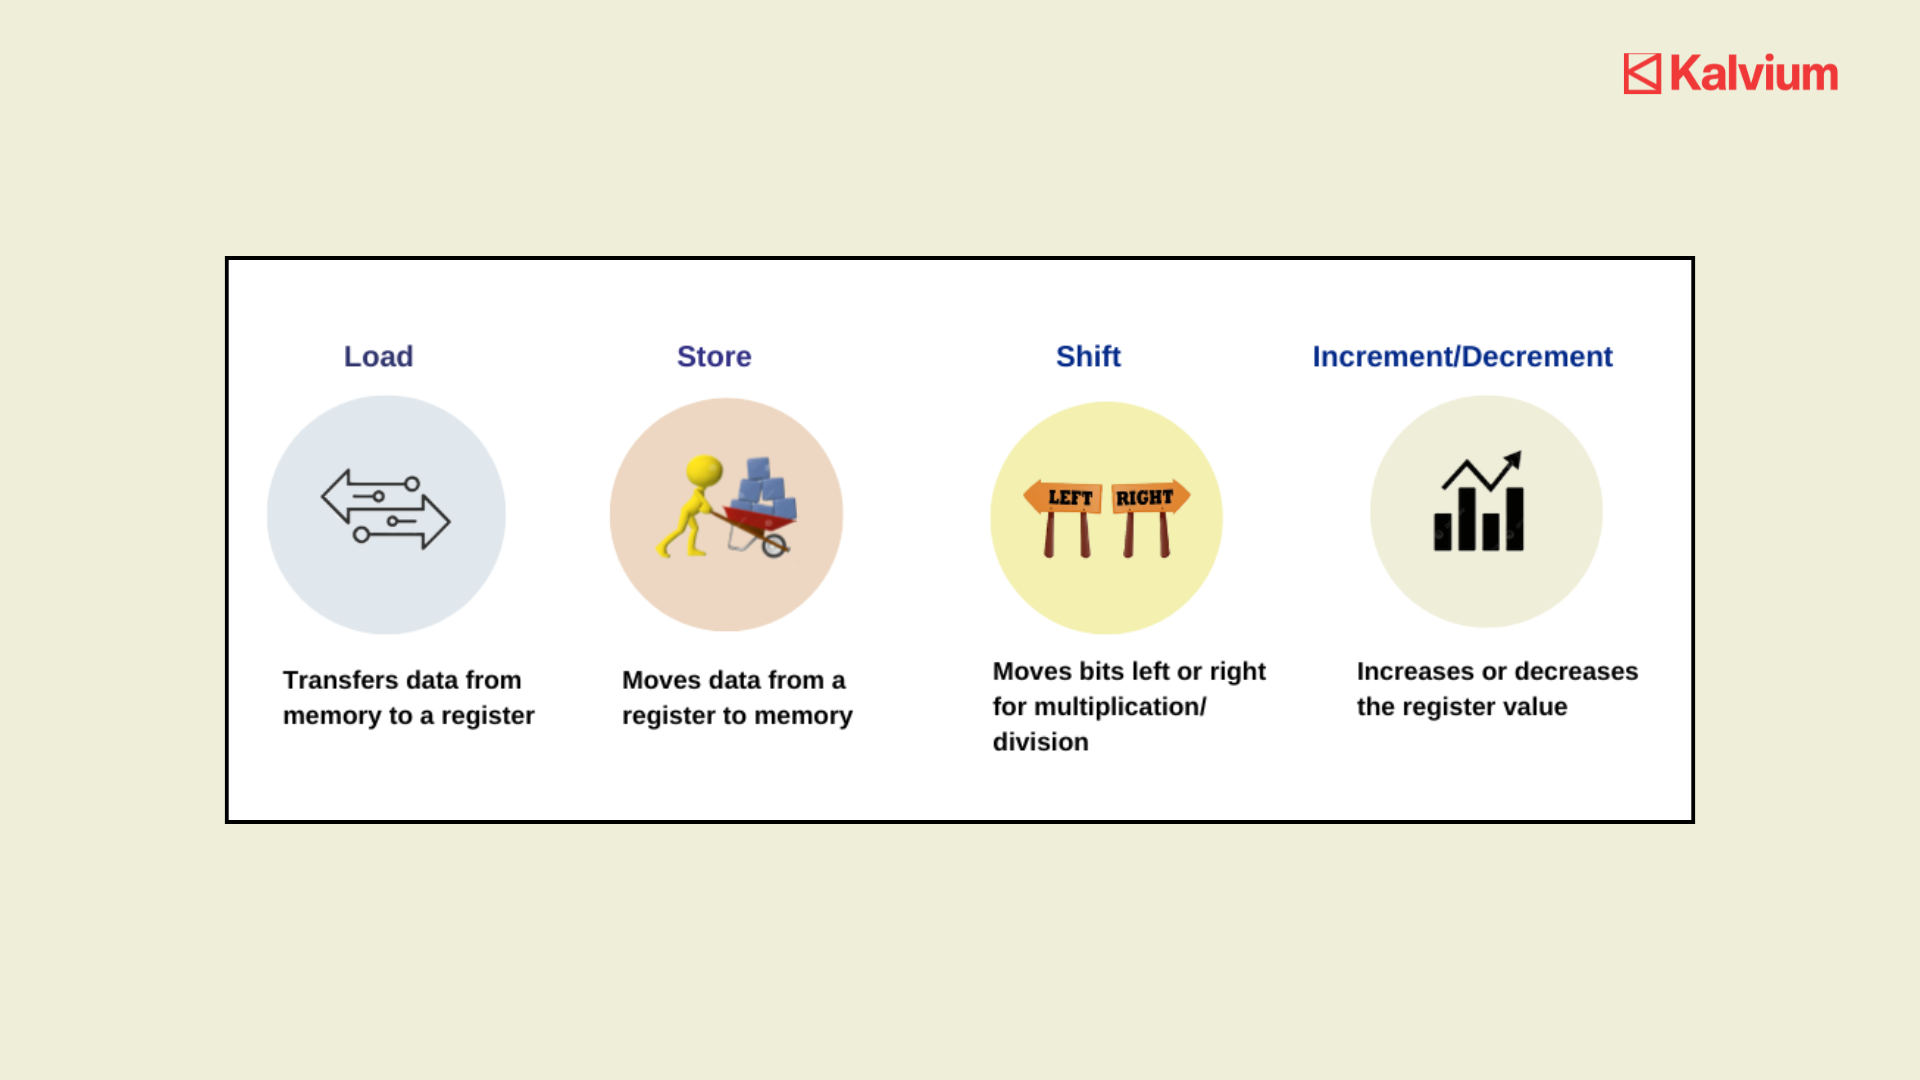 Kalvium
Load
Store
Shift
Increment/Decrement
LEFT
RIGHT
Transfers data from
memory to a register
Moves data from a
register to memory
Moves bits left or right
for multiplication/
division
Increases or decreases
the register value